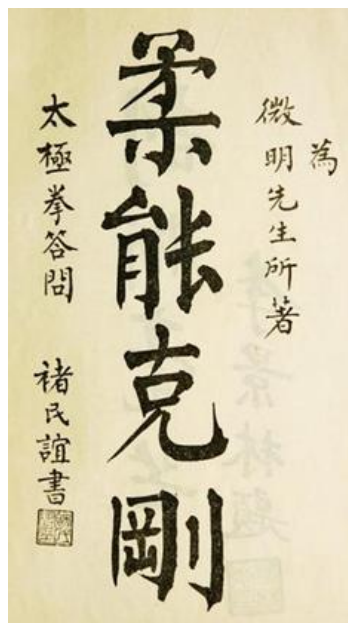 為
微明先生所著
柔能克剛
太極拳答問
褚民誼書